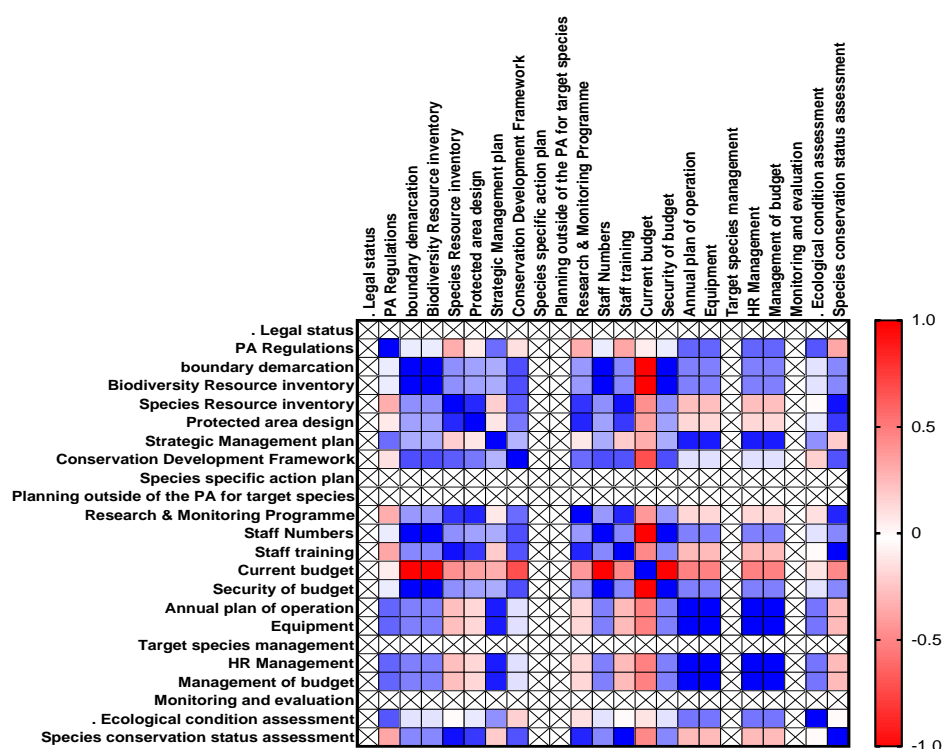 . Legal status
PA Regulations
boundary demarcation
Biodiversity Resource inventory
Species Resource inventory
Protected area design
Strategic Management plan
Conservation Development Framework
Species specific action plan
Planning outside of the PA for target species
Research & Monitoring Programme
Staff Numbers
Staff training
Current budget
Security of budget
Annual plan of operation
Equipment
Target species management
HR Management
Management of budget
Monitoring and evaluation
. Ecological condition assessment
Species conservation status assessment
. Legal status
PA Regulations
boundary demarcation
Biodiversity Resource inventory
Species Resource inventory
Protected area design
Strategic Management plan
Conservation Development Framework
Species specific action plan
Planning outside of the PA for target species
Research & Monitoring Programme
Staff Numbers
Staff training
Current budget
Security of budget
Annual plan of operation
Equipment
Target species management
HR Management
Management of budget
Monitoring and evaluation
. Ecological condition assessment
Species conservation status assessment
1.0
0.5
0
-0.5
-1.0